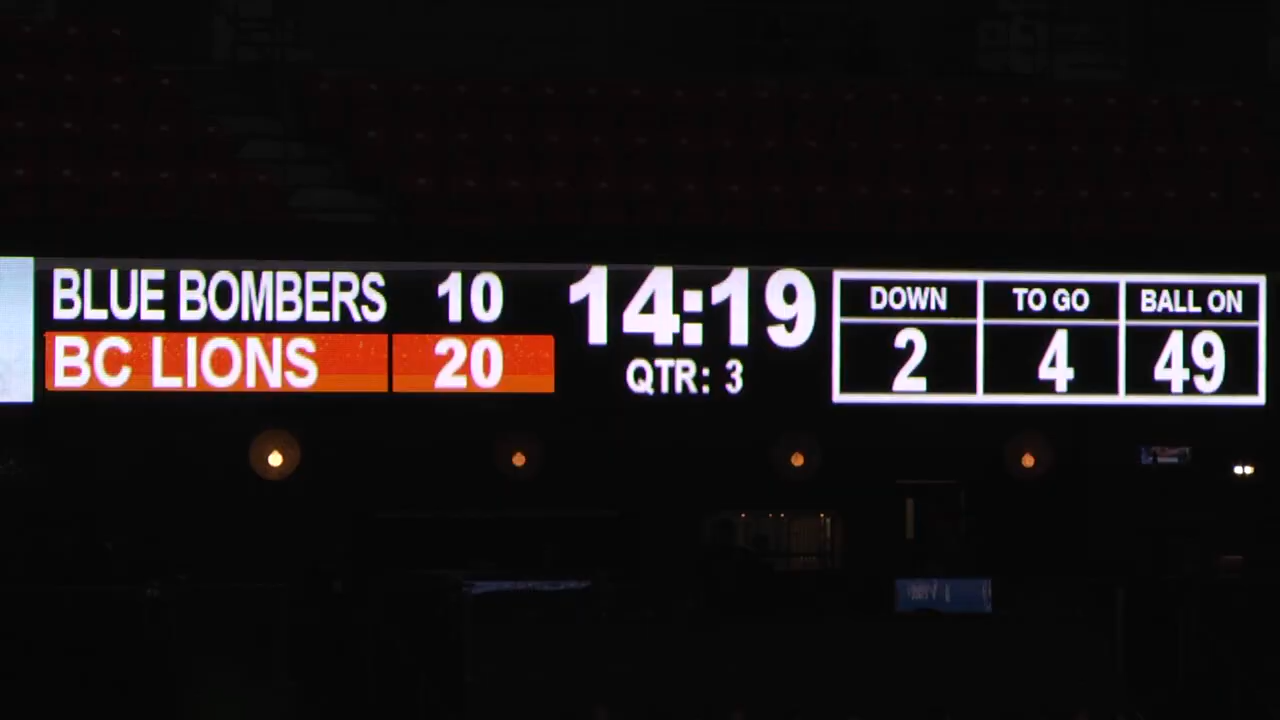 BLUE BOMBERS 10
BC LIONS 20
14:19
QTR: 3
DOWN TO GO BALL ON
2 4 49